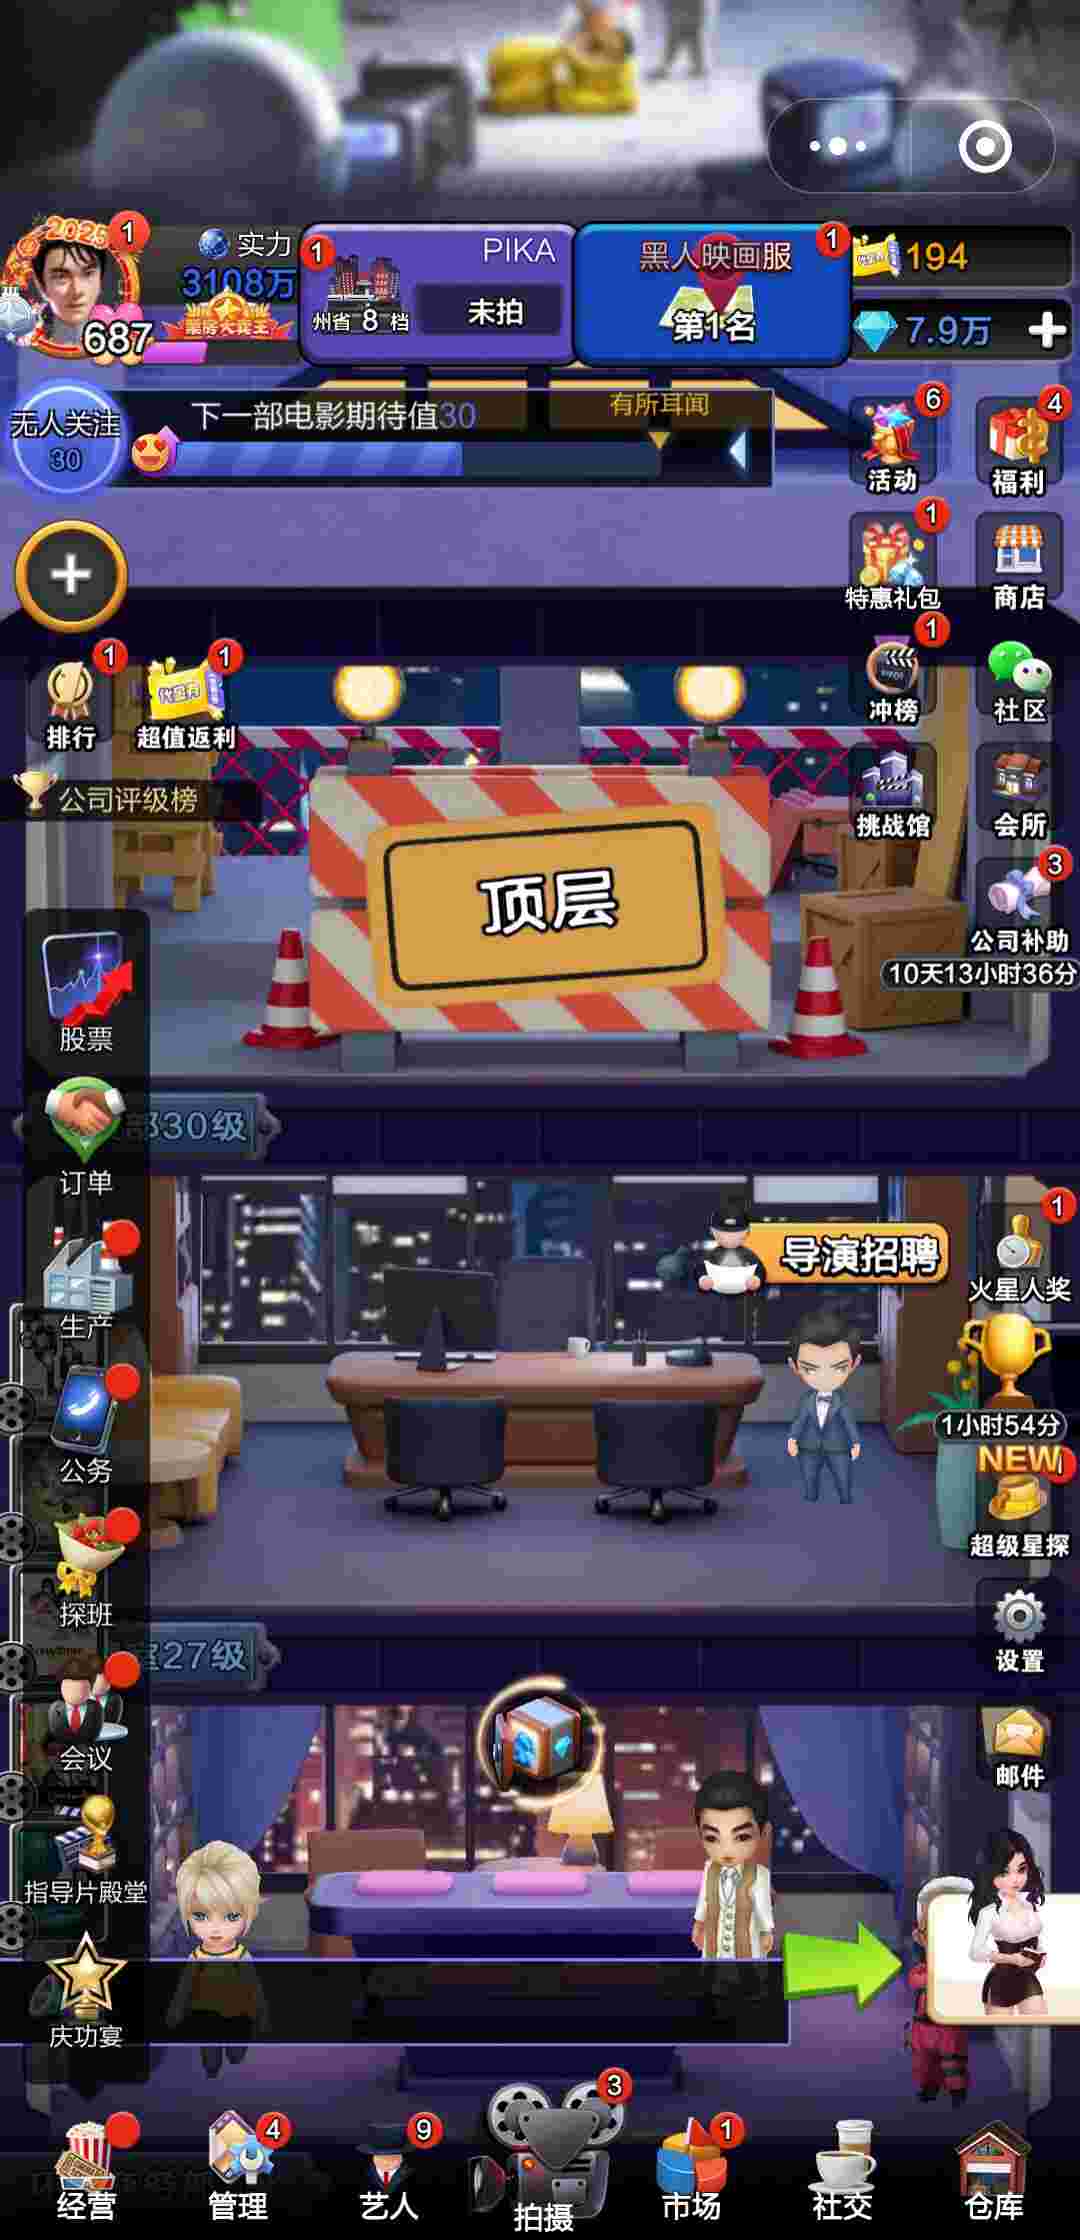 2025
1
687
实力
3108万
票房大乱王
1
PIKA
州省 8 档
未拍
1
黑人映画服
第1名
代金券
194
7.9万
无人关注
30
下一部电影期待值30
有所耳闻
6
活动
4
福利
1
特惠礼包
商店
1
排行
1
代金券
超值返利
1
冲榜
社区
公司评级榜
挑战馆
会所
顶层
3
公司补助
10天13小时36分
股票
部30级
订单
导演招聘
1
火星人奖
生产
1小时54分
公务
NEW
超级星探
探班
设置
室27级
会议
邮件
指导片殿堂
庆功宴
经营
4
管理
9
艺人
3
拍摄
1
市场
社交
仓库